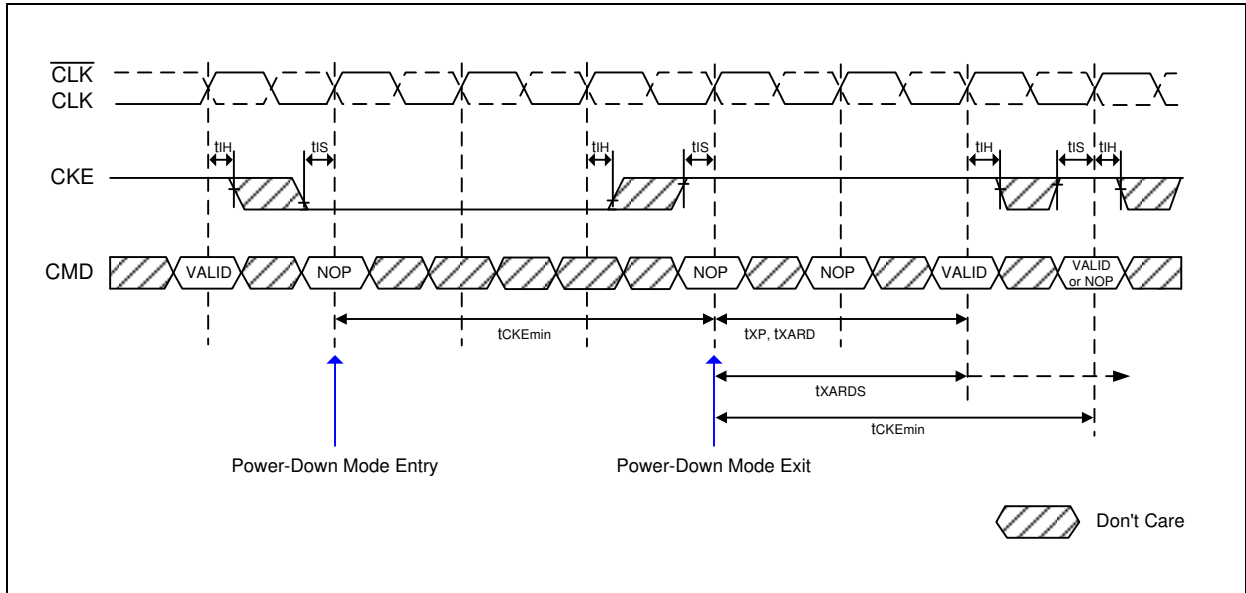 CLK
CLK
tIH
tIS
tIH
tIS
tIH
tIS
tIH
CKE
CMD
VALID
NOP
NOP
NOP
VALID
VALID
or NOP
tCKEmin
tXP, tXARD
tXARDS
tCKEmin
Power-Down Mode Entry
Power-Down Mode Exit
Don't Care